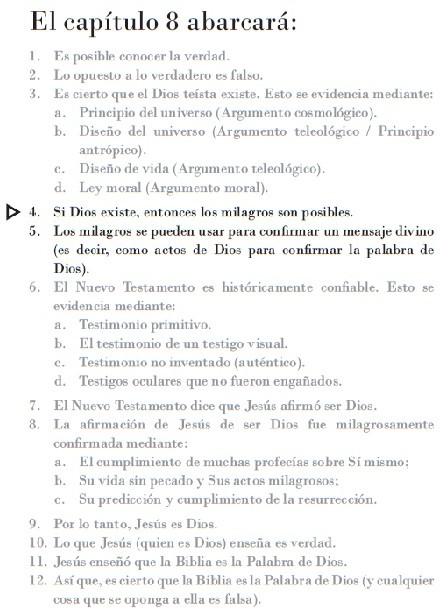 El capítulo 8 abarcará:
1. Es posible conocer la verdad.
2. Lo opuesto a lo verdadero es falso.
3. Es cierto que el Dios teísta existe. Esto se evidencia mediante:
a. Principio del universo (Argumento cosmológico).
b. Diseño del universo (Argumento teleológico / Principio
antrópico).
c. Diseño de vida (Argumento teleológico).
d. Ley moral (Argumento moral).
4. Si Dios existe, entonces los milagros son posibles.
5. Los milagros se pueden usar para confirmar un mensaje divino
(es decir, como actos de Dios para confirmar la palabra de
Dios).
6. El Nuevo Testamento es históricamente confiable. Esto se
evidencia mediante:
a. Testimonio primitivo.
b. El testimonio de un testigo visual.
c. Testimonio no inventado (auténtico).
d. Testigos oculares que no fueron engañados.
7. El Nuevo Testamento dice que Jesús afirmó ser Dios.
8. La afirmación de Jesús de ser Dios fue milagrosamente
confirmada mediante:
a. El cumplimiento de muchas profecías sobre Sí mismo;
b. Su vida sin pecado y Sus actos milagrosos;
c. Su predicción y cumplimiento de la resurrección.
9. Por lo tanto, Jesús es Dios.
10. Lo que Jesús (quien es Dios) enseña es verdad.
11. Jesús enseñó que la Biblia es la Palabra de Dios.
12. Así que, es cierto que la Biblia es la Palabra de Dios (y cualquier
cosa que se oponga a ella es falsa).